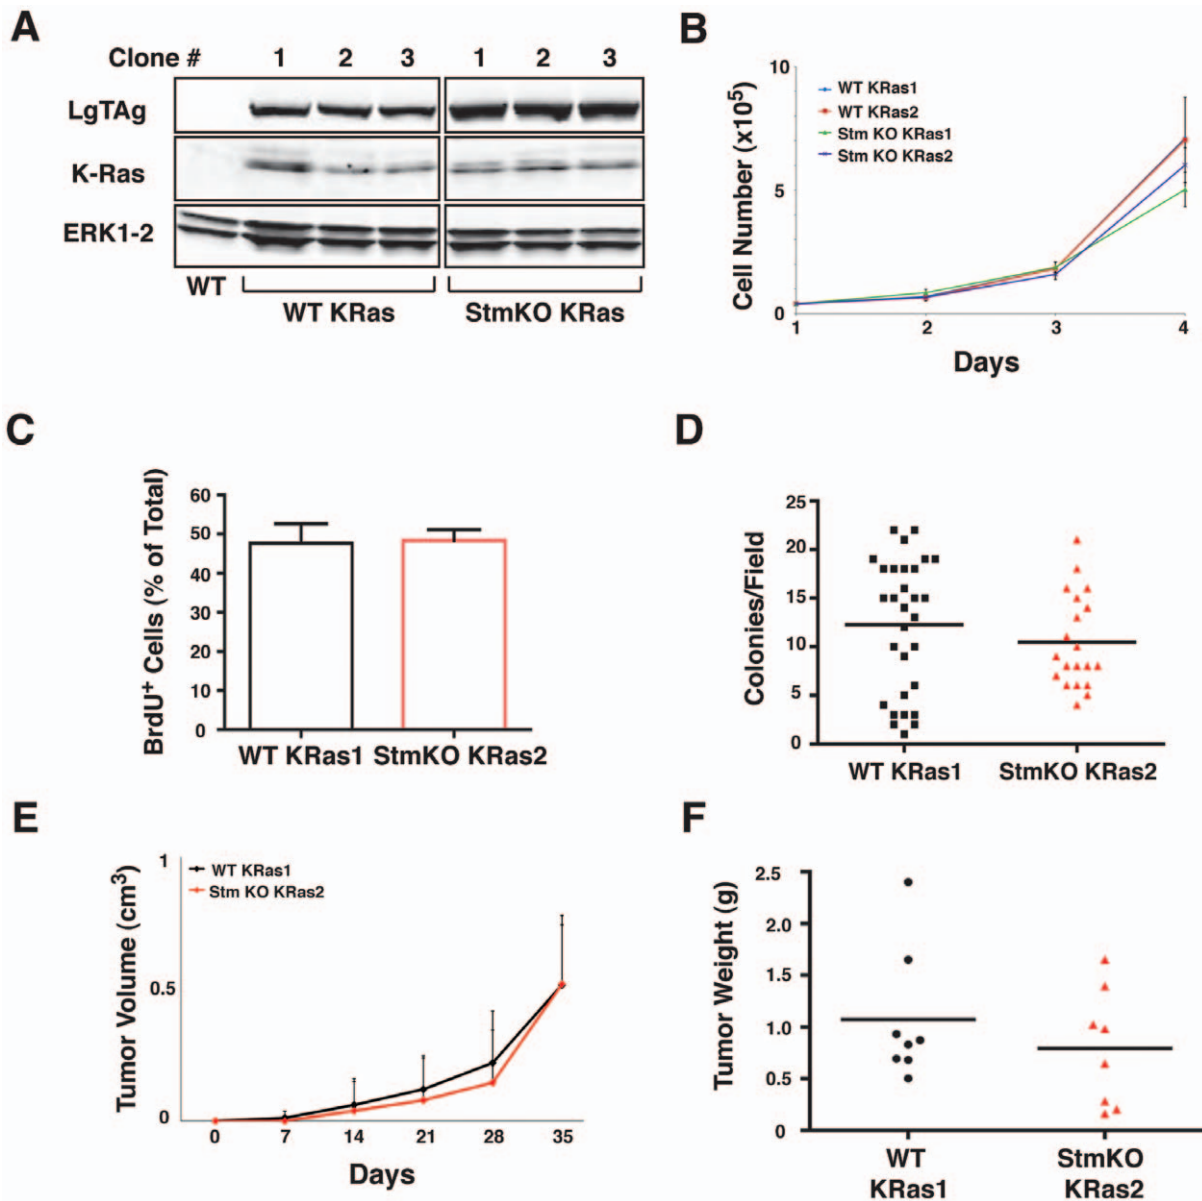 A
Clone # 1 2 3 1 2 3
LgTAg
K-Ras
ERK1-2
WT
WT KRas
StmKO KRas
B
Cell Number (x10⁵)
10
5
0
WT KRas1
WT KRas2
Stm KO KRas1
Stm KO KRas2
1 2 3 4
Days
C
BrdU⁺ Cells (% of Total)
60
50
40
30
20
10
0
WT KRas1 StmKO KRas2
D
Colonies/Field
25
20
15
10
5
0
WT KRas1 StmKO KRas2
E
Tumor Volume (cm³)
1
0.5
0
WT KRas1
Stm KO KRas2
0 7 14 21 28 35
Days
F
Tumor Weight (g)
2.5
2.0
1.5
1.0
0.5
0
WT StmKO
KRas1 KRas2